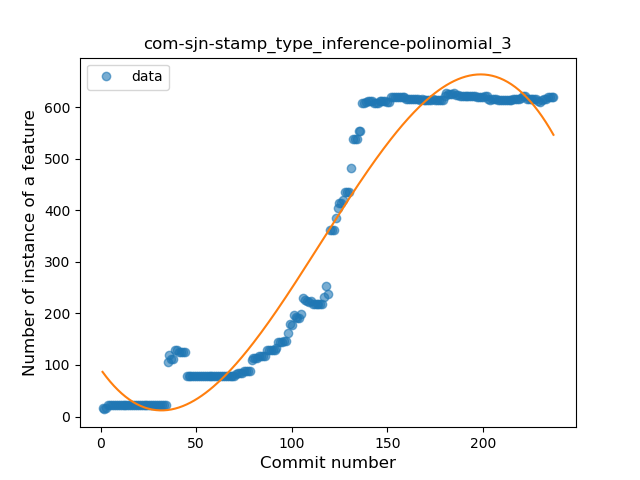 com-sjn-stamp_type_inference-polinomial_3
data
Number of instance of a feature
600
500
400
300
200
100
0
0 50 100 150 200
Commit number